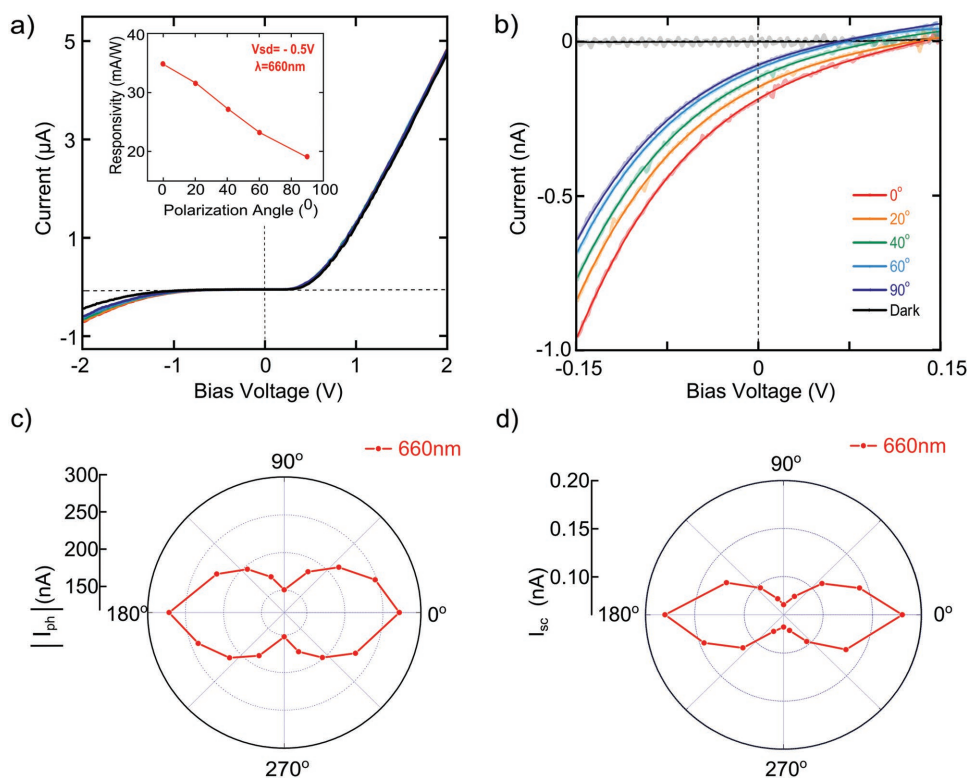 a)
5
3
1
-1
Current (µA)
-2
-1
0
1
2
Bias Voltage (V)
Vsd= - 0.5V
λ=660nm
40
30
20
Responsivity (mA/W)
0
20
40
60
80
100
Polarization Angle (⁰)
b)
0
-0.5
-1.0
Current (nA)
-0.15
0
0.15
Bias Voltage (V)
0°
20°
40°
60°
90°
Dark
c)
660nm
300
250
200
150
|I_ph| (nA)
90°
180°
0°
270°
d)
660nm
0.20
0.15
0.10
I_sc (nA)
90°
180°
0°
270°